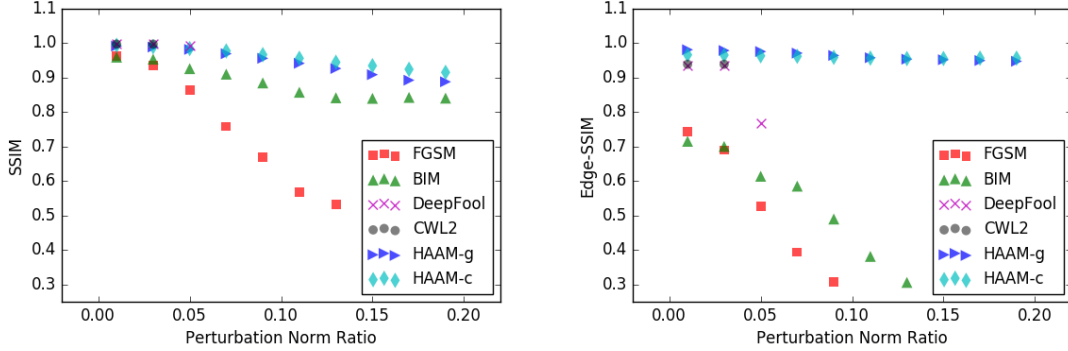 1.1
1.0
0.9
0.8
0.7
0.6
0.5
0.4
0.3
SSIM
FGSM
BIM
DeepFool
CWL2
HAAM-g
HAAM-c
0.00 0.05 0.10 0.15 0.20
Perturbation Norm Ratio
1.1
1.0
0.9
0.8
0.7
0.6
0.5
0.4
0.3
Edge-SSIM
FGSM
BIM
DeepFool
CWL2
HAAM-g
HAAM-c
0.00 0.05 0.10 0.15 0.20
Perturbation Norm Ratio